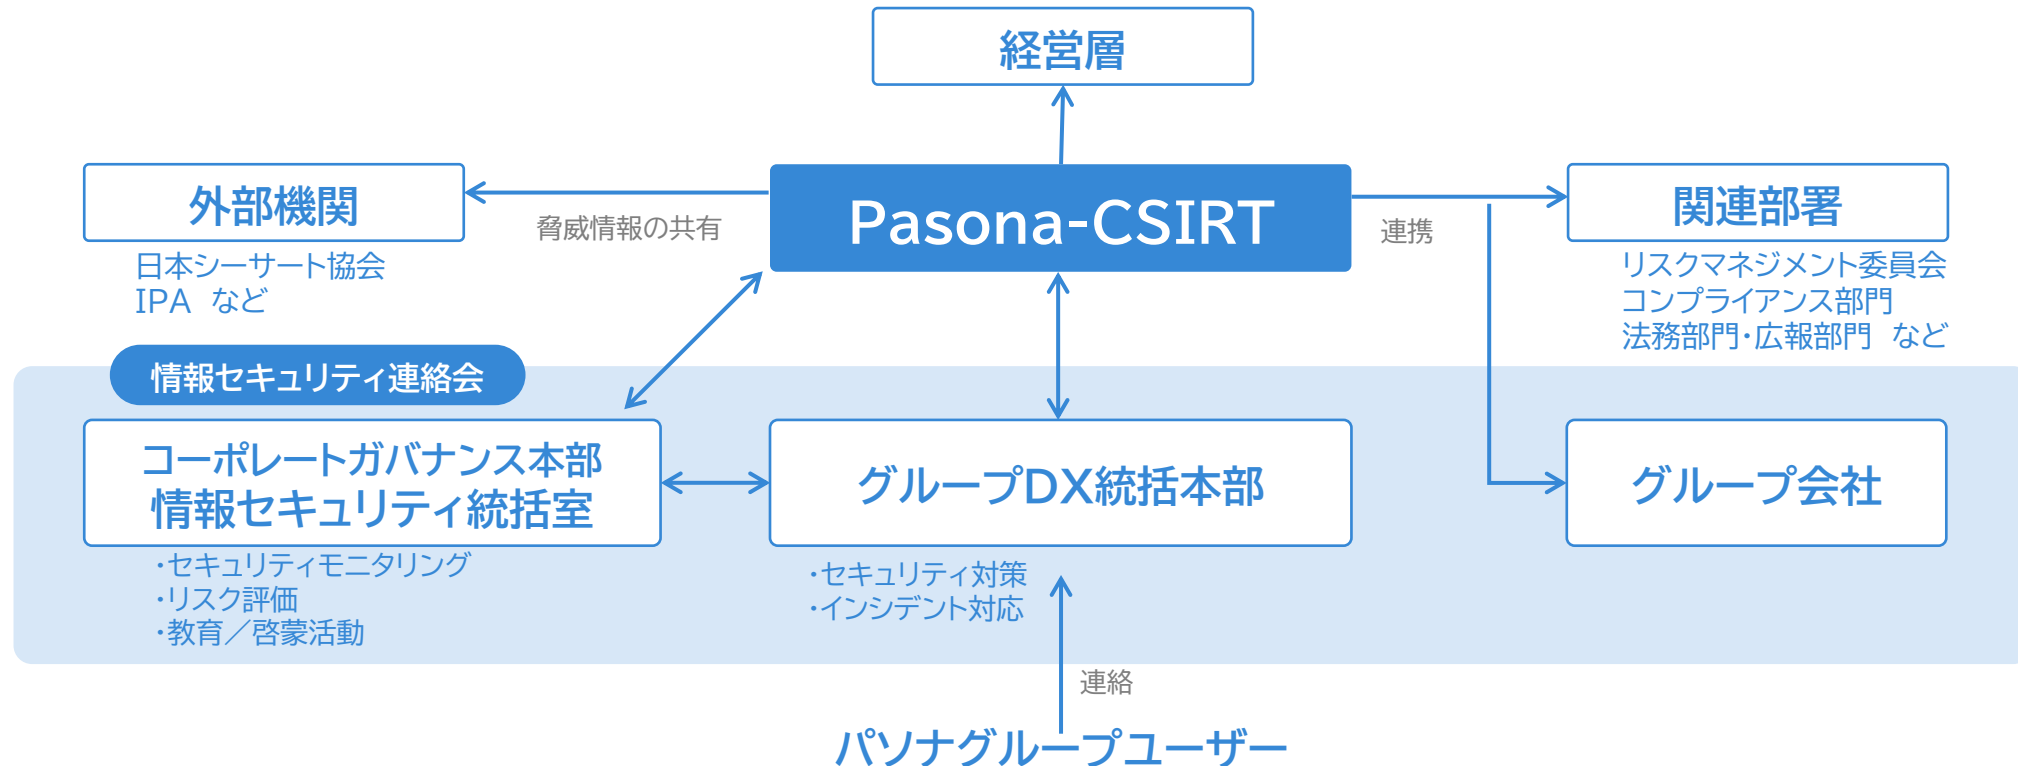 経営層
外部機関
脅威情報の共有
Pasona-CSIRT
連携
関連部署
日本シーサート協会
IPA など
リスクマネジメント委員会
コンプライアンス部門
法務部門・広報部門 など
情報セキュリティ連絡会
コーポレートガバナンス本部
情報セキュリティ統括室
グループDX統括本部
グループ会社
・セキュリティモニタリング
・リスク評価
・教育／啓蒙活動
・セキュリティ対策
・インシデント対応
連絡
パソナグループユーザー